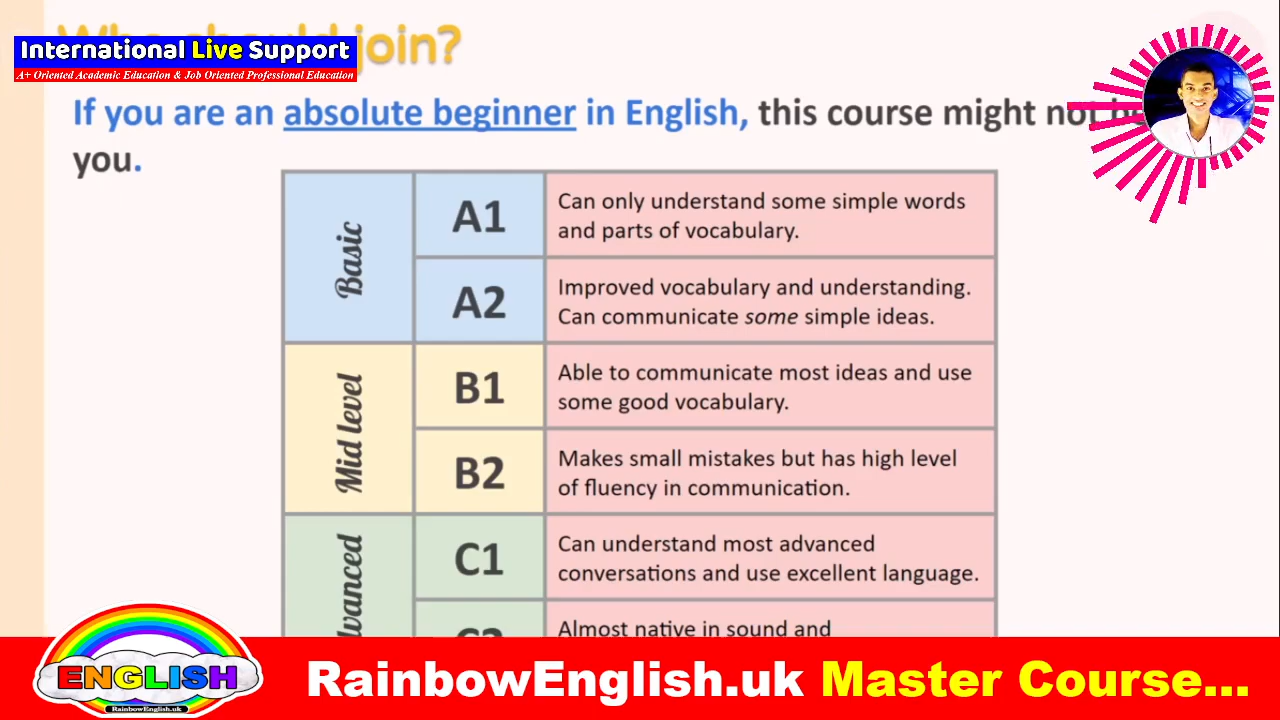 join?
International Live Support
A+ Oriented Academic Education & Job Oriented Professional Education
If you are an absolute beginner in English, this course might not
you.
Basic
A1
Can only understand some simple words
and parts of vocabulary.
A2
Improved vocabulary and understanding.
Can communicate some simple ideas.
Mid level
B1
Able to communicate most ideas and use
some good vocabulary.
B2
Makes small mistakes but has high level
of fluency in communication.
C1
Can understand most advanced
conversations and use excellent language.
Almost native in sound and
ENGLISH
RainbowEnglish.uk
RainbowEnglish.uk Master Course...